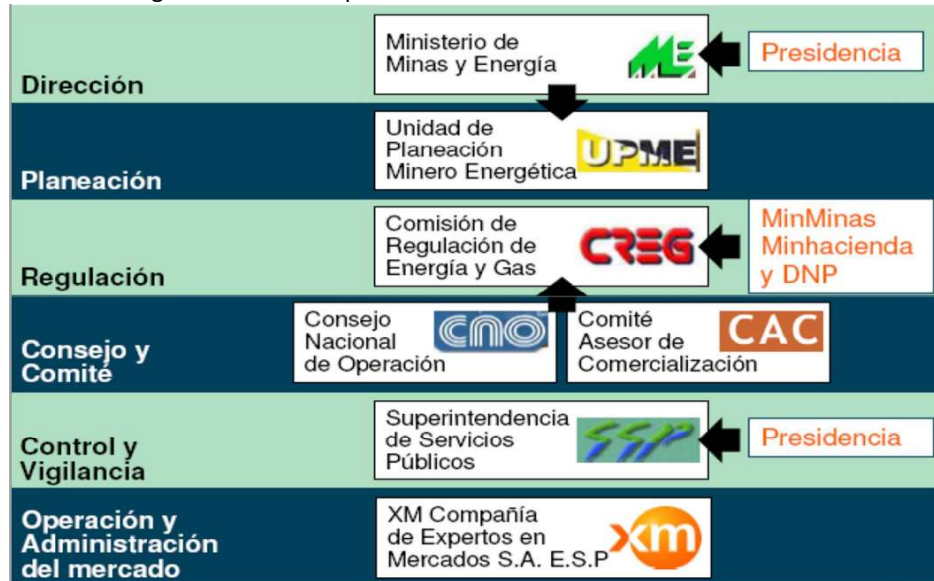 Dirección
Ministerio de
Minas y Energía
ME
Presidencia
Planeación
Unidad de
Planeación
Minero Energética
UPME
Regulación
Comisión de
Regulación de
Energía y Gas
CREG
MinMinas
Minhacienda
y DNP
Consejo y
Comité
Consejo
Nacional
de Operación
cno
Comité
Asesor de
Comercialización
CAC
Control y
Vigilancia
Superintendencia
de Servicios
Públicos
SSP
Presidencia
Operación y
Administración
del mercado
XM Compañía
de Expertos en
Mercados S.A. E.S.P
xm